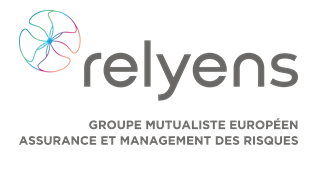 relyens
GROUPE MUTUALISTE EUROPÉEN
ASSURANCE ET MANAGEMENT DES RISQUES